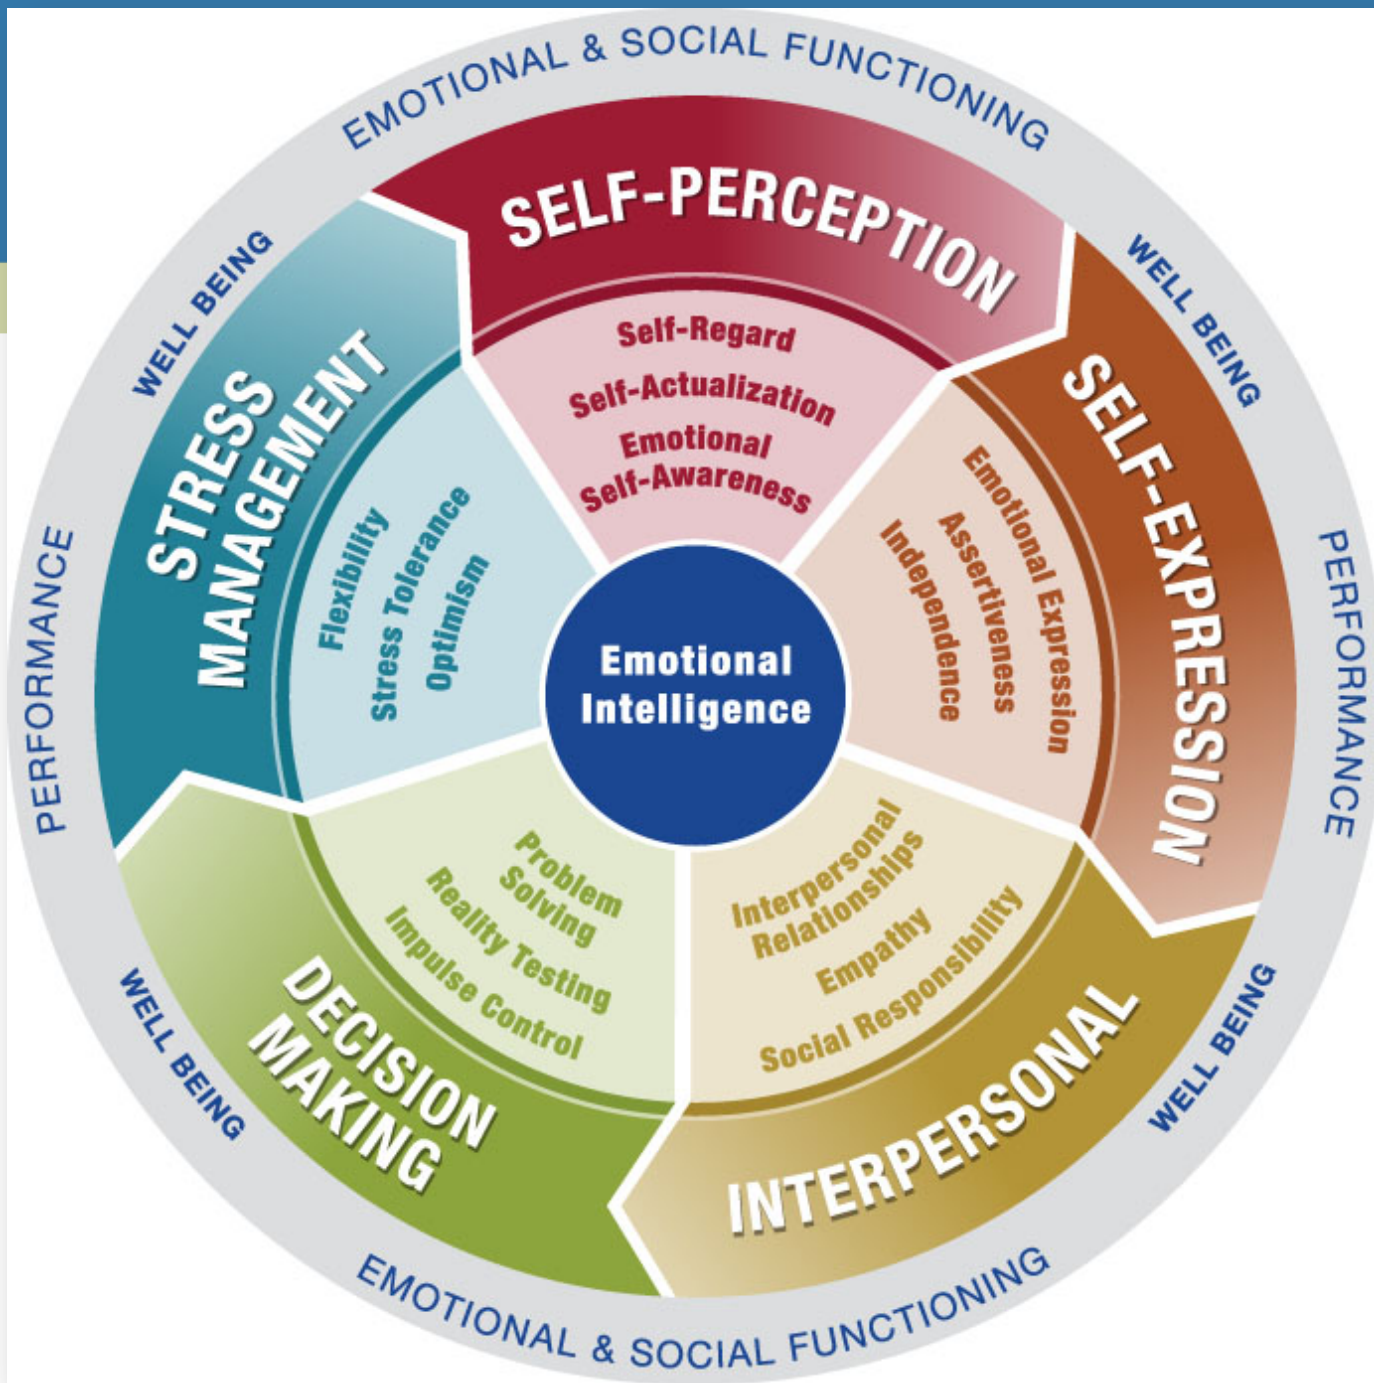 EMOTIONAL & SOCIAL FUNCTIONING
WELL BEING
PERFORMANCE
WELL BEING
EMOTIONAL & SOCIAL FUNCTIONING
WELL BEING
PERFORMANCE
WELL BEING
SELF-PERCEPTION
Self-Regard
Self-Actualization
Emotional
Self-Awareness
SELF-EXPRESSION
Emotional Expression
Assertiveness
Independence
INTERPERSONAL
Interpersonal
Relationships
Empathy
Social Responsibility
DECISION
MAKING
Problem
Solving
Reality Testing
Impulse Control
STRESS
MANAGEMENT
Flexibility
Stress Tolerance
Optimism
Emotional
Intelligence